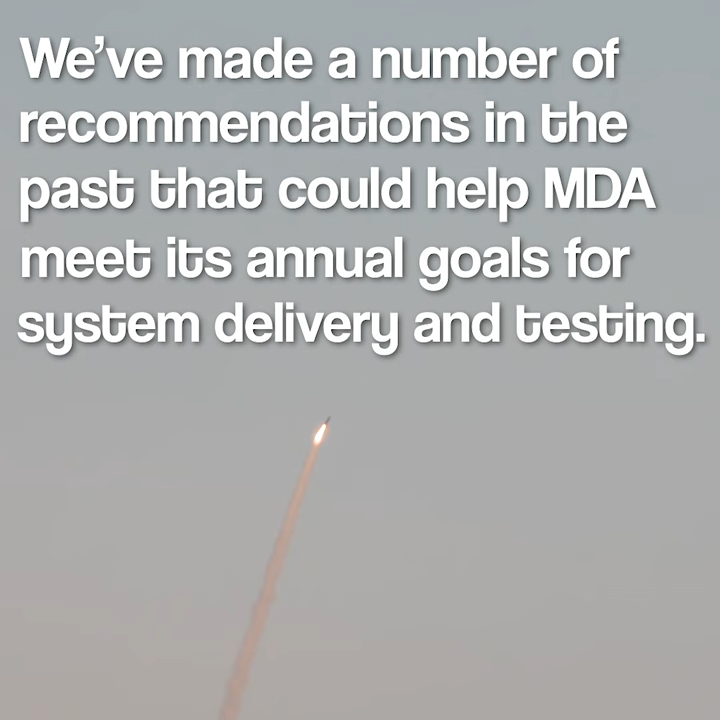 We’ve made a number of
recommendations in the
past that could help MDA
meet its annual goals for
system delivery and testing.